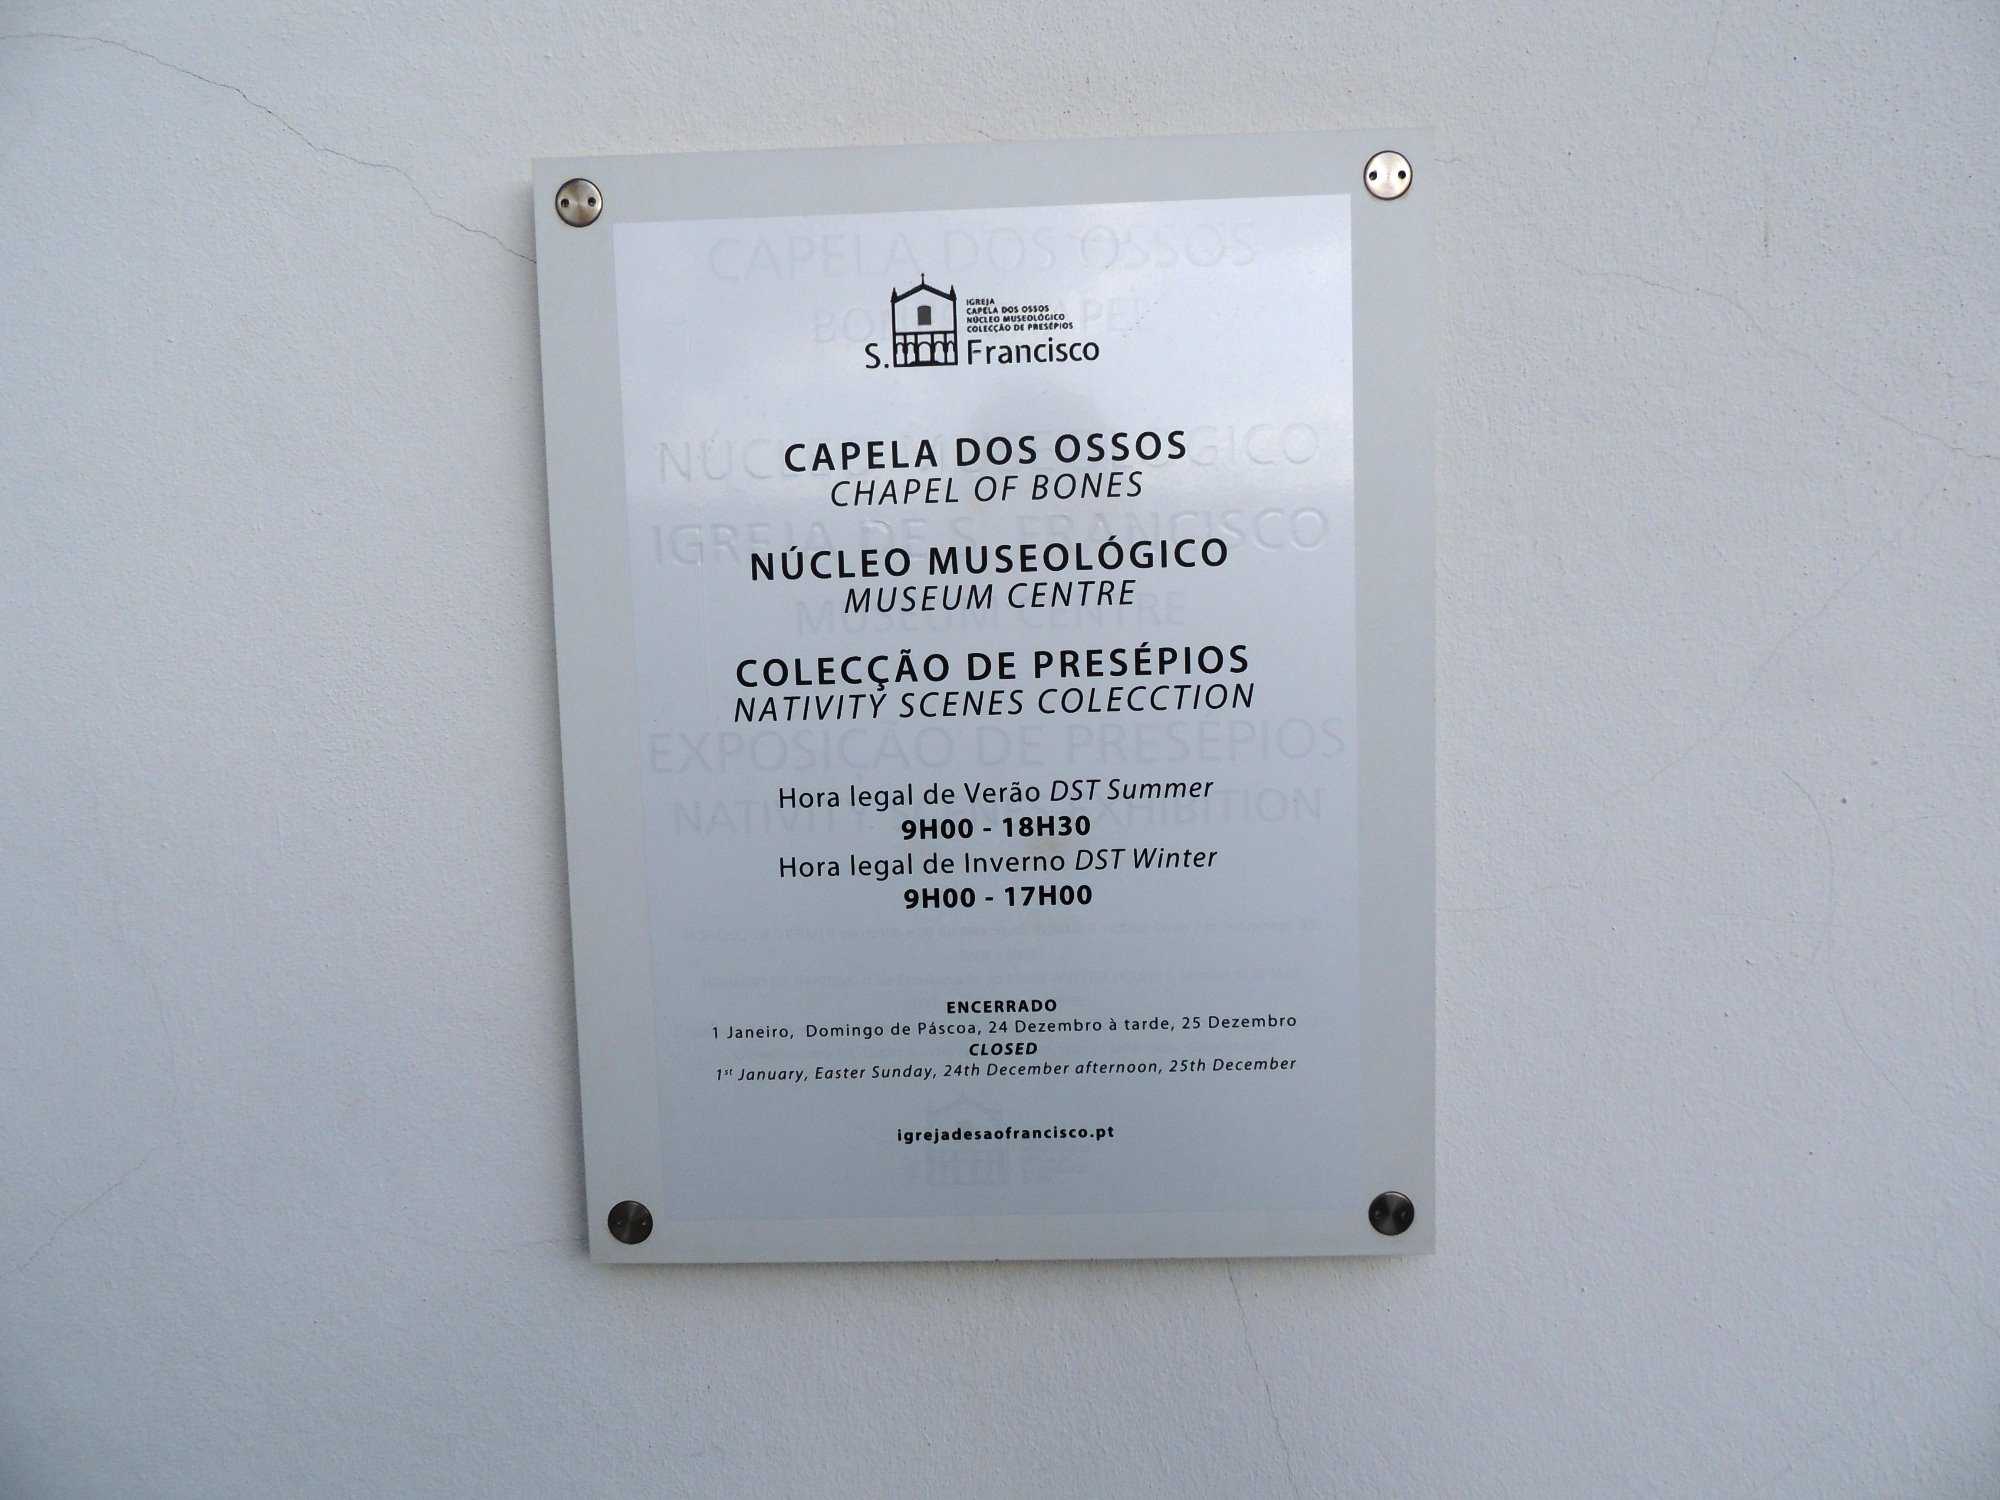 IGREJA
CAPELA DOS OSSOS
NÚCLEO MUSEOLÓGICO
COLECÇÃO DE PRESÉPIOS
S. Francisco
CAPELA DOS OSSOS
CHAPEL OF BONES
NÚCLEO MUSEOLÓGICO
MUSEUM CENTRE
COLECÇÃO DE PRESÉPIOS
NATIVITY SCENES COLECCTION
Hora legal de Verão DST Summer
9H00 - 18H30
Hora legal de Inverno DST Winter
9H00 - 17H00
ENCERRADO
1 Janeiro, Domingo de Páscoa, 24 Dezembro à tarde, 25 Dezembro
CLOSED
1st January, Easter Sunday, 24th December afternoon, 25th December
igrejadesaofrancisco.pt